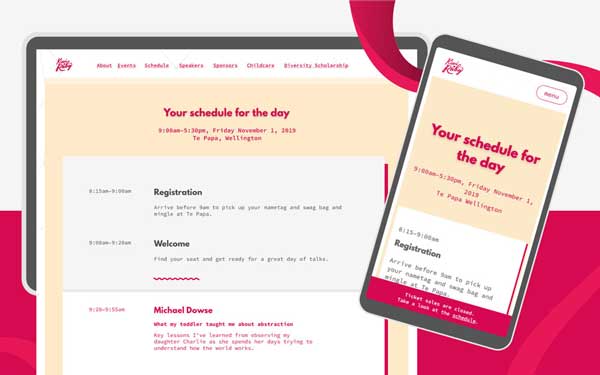 Kiwi
Ruby
About Events Schedule Speakers Sponsors Childcare Diversity Scholarship
Your schedule for the day
9:00am–5:30pm, Friday November 1, 2019
Te Papa, Wellington
8:15am–9:00am
Registration
Arrive before 9am to pick up your nametag and swag bag and
mingle at Te Papa.
9:00am–9:20am
Welcome
Find your seat and get ready for a great day of talks.
9:20–9:55am
Michael Dowse
What my toddler taught me about abstraction
Key lessons I've learned from observing my
daughter Charlie as she spends her days trying to
understand how the world works.
Kiwi
Ruby
menu
Your schedule for
the day
9:00am–5:30pm, Friday November 1,
2019
Te Papa Wellington
8:15–9:00am
Registration
Arrive before 9am to pick up
your nametag and swag bag and
mingle at Te Papa.
Ticket sales are closed.
Take a look at the schedule.